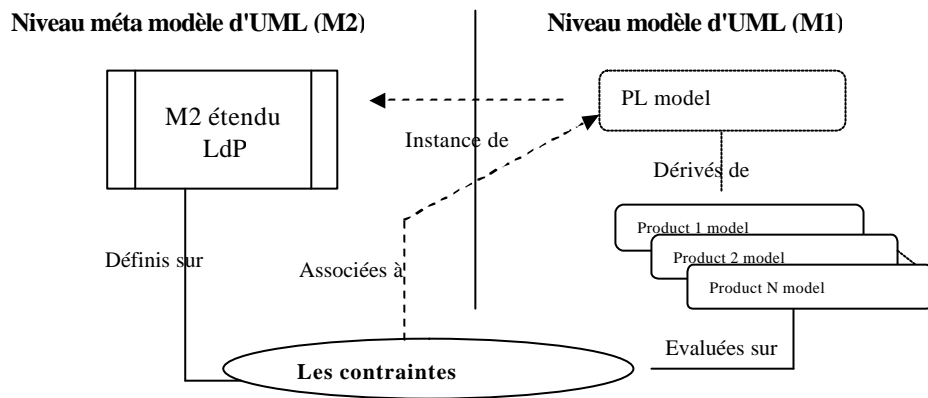 Niveau méta modèle d'UML (M2)
Niveau modèle d'UML (M1)
M2 étendu
LdP
PL model
Instance de
Dérivés de
Product 1 model
Product 2 model
Product N model
Définis sur
Associées à
Evaluées sur
Les contraintes